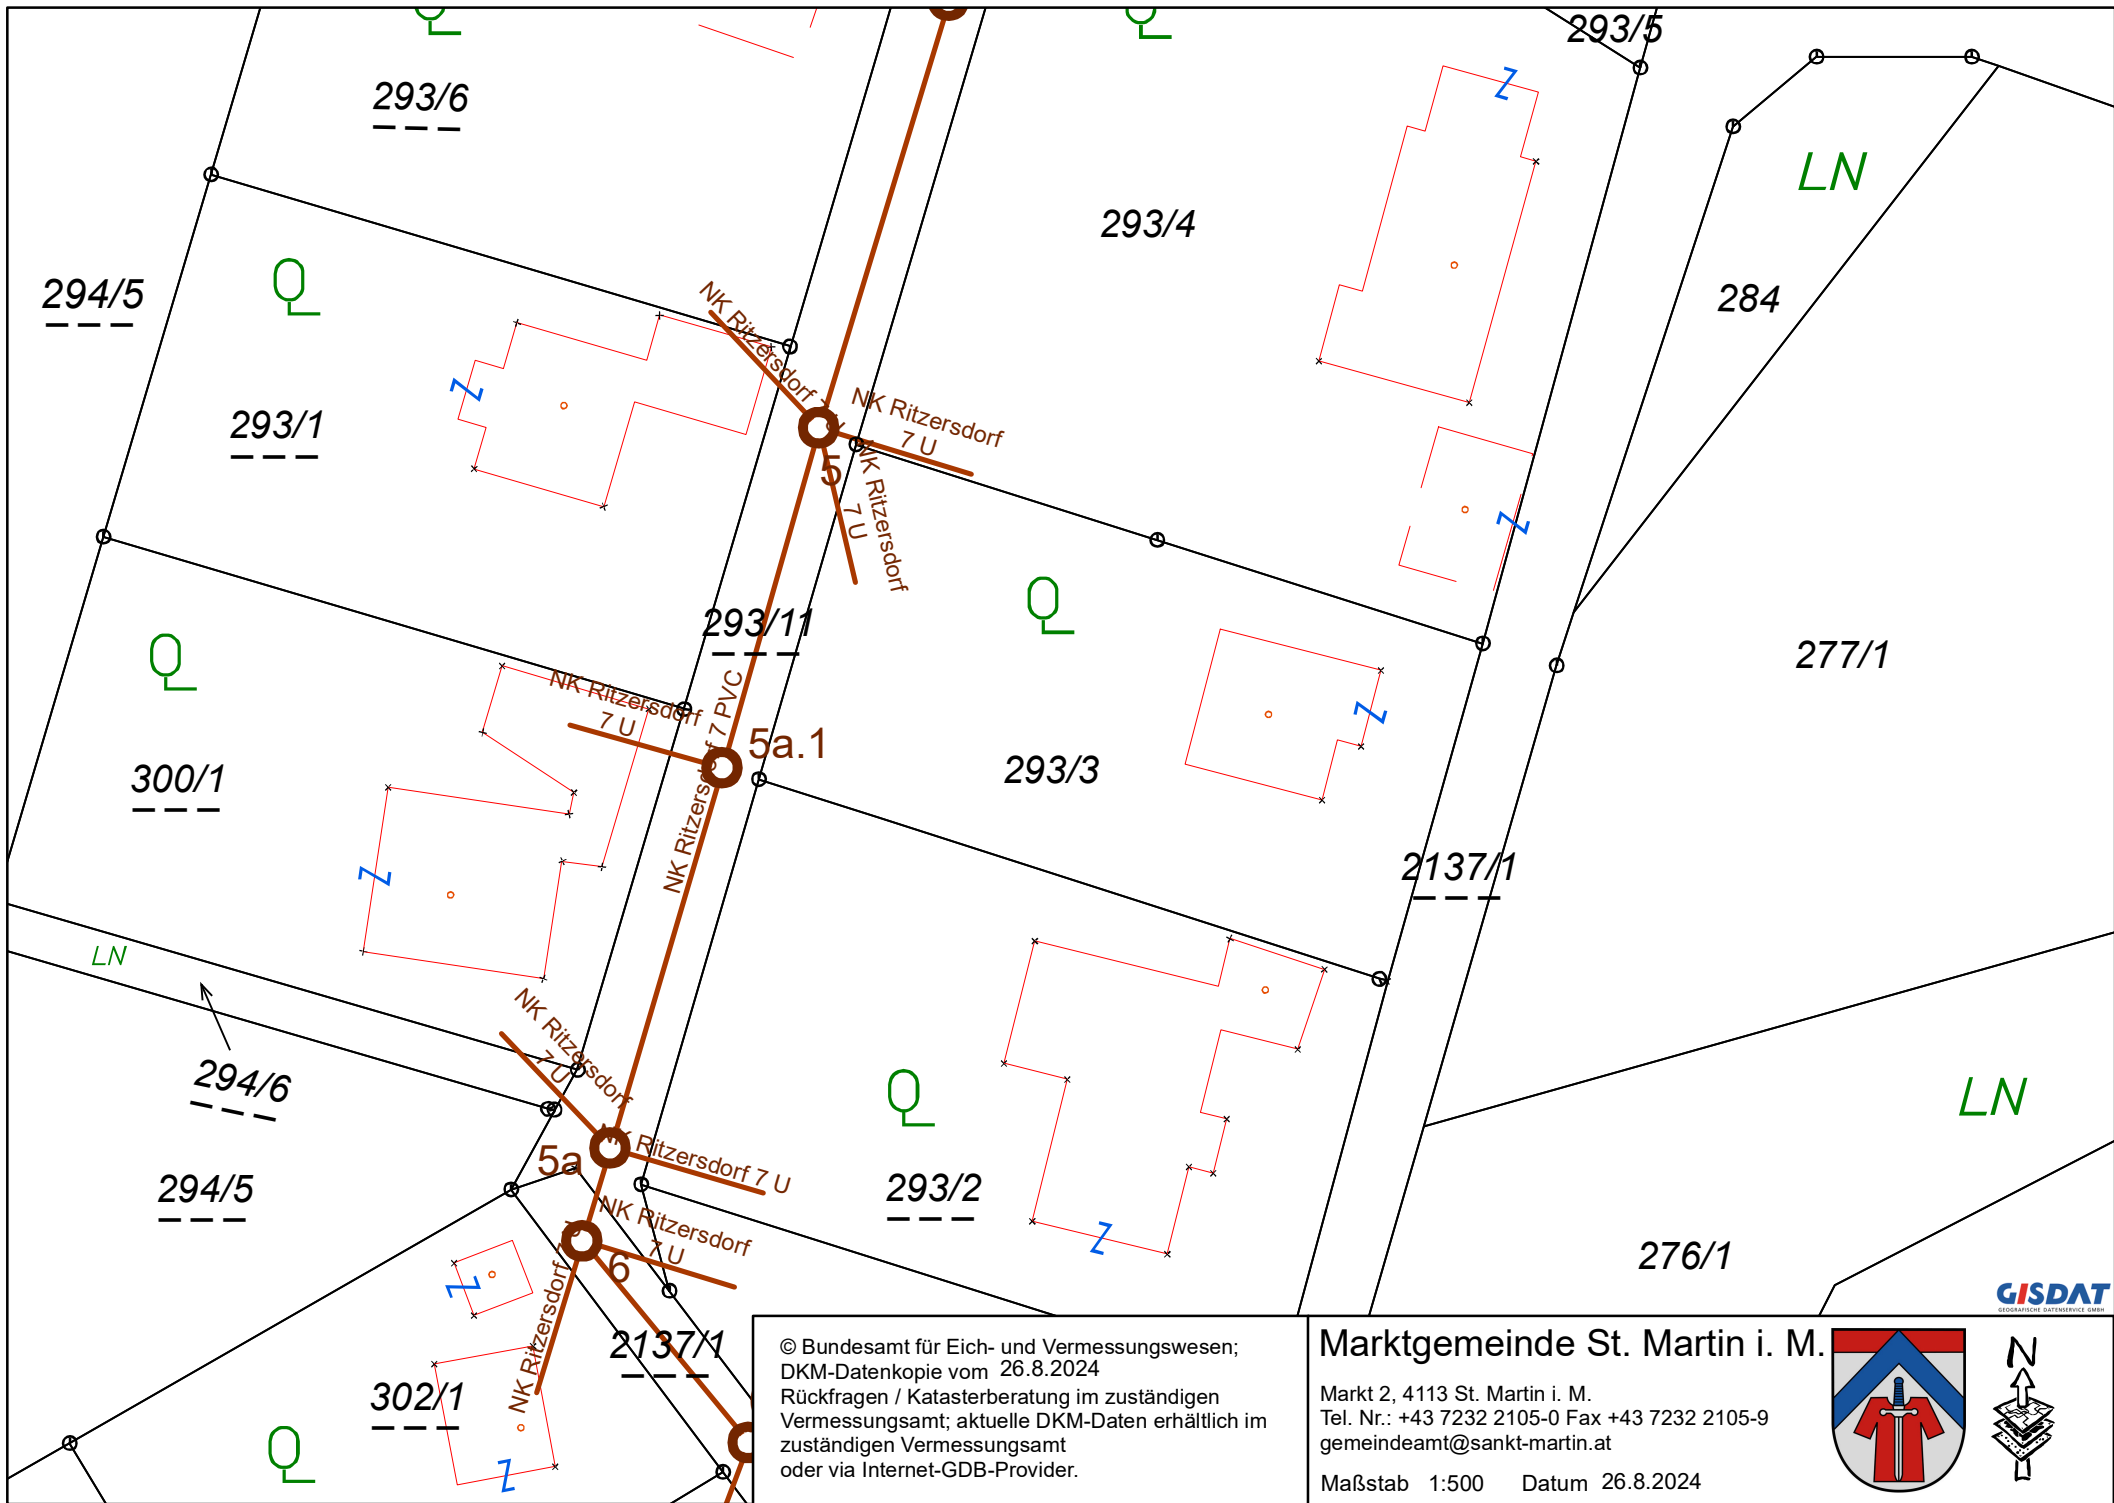 293/5
293/6
LN
293/4
294/5
284
NK Ritzersdorf 7 U
293/1
NK Ritzersdorf
7 U
5
NK Ritzersdorf
7 U
293/11
277/1
NK Ritzersdorf
7 U
NK Ritzersdorf 7 PVC
5a.1
300/1
293/3
2137/1
LN
NK Ritzersdorf
7 U
294/6
LN
5a
NK Ritzersdorf 7 U
294/5
293/2
NK Ritzersdorf
7 U
6
NK Ritzersdorf 7 U
276/1
2137/1
302/1
GISDAT
GEOGRAFISCHE DATENSERVICE GMBH
© Bundesamt für Eich- und Vermessungswesen;
DKM-Datenkopie vom 26.8.2024
Rückfragen / Katasterberatung im zuständigen
Vermessungsamt; aktuelle DKM-Daten erhältlich im
zuständigen Vermessungsamt
oder via Internet-GDB-Provider.
Marktgemeinde St. Martin i. M.
Markt 2, 4113 St. Martin i. M.
Tel. Nr.: +43 7232 2105-0 Fax +43 7232 2105-9
gemeindeamt@sankt-martin.at
Maßstab 1:500 Datum 26.8.2024
N